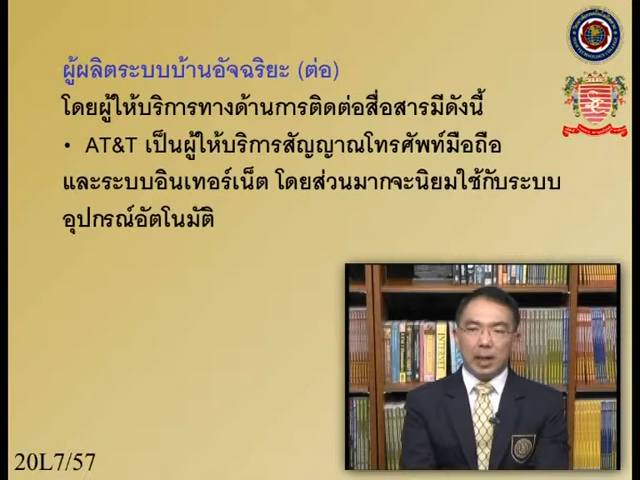 ผู้ผลิตระบบบ้านอัจฉริยะ (ต่อ)
โดยผู้ให้บริการทางด้านการติดต่อสื่อสารมีดังนี้
• AT&T เป็นผู้ให้บริการสัญญาณโทรศัพท์มือถือ
และระบบอินเทอร์เน็ต โดยส่วนมากจะนิยมใช้กับระบบ
อุปกรณ์อัตโนมัติ
INTERNET
20L7/57